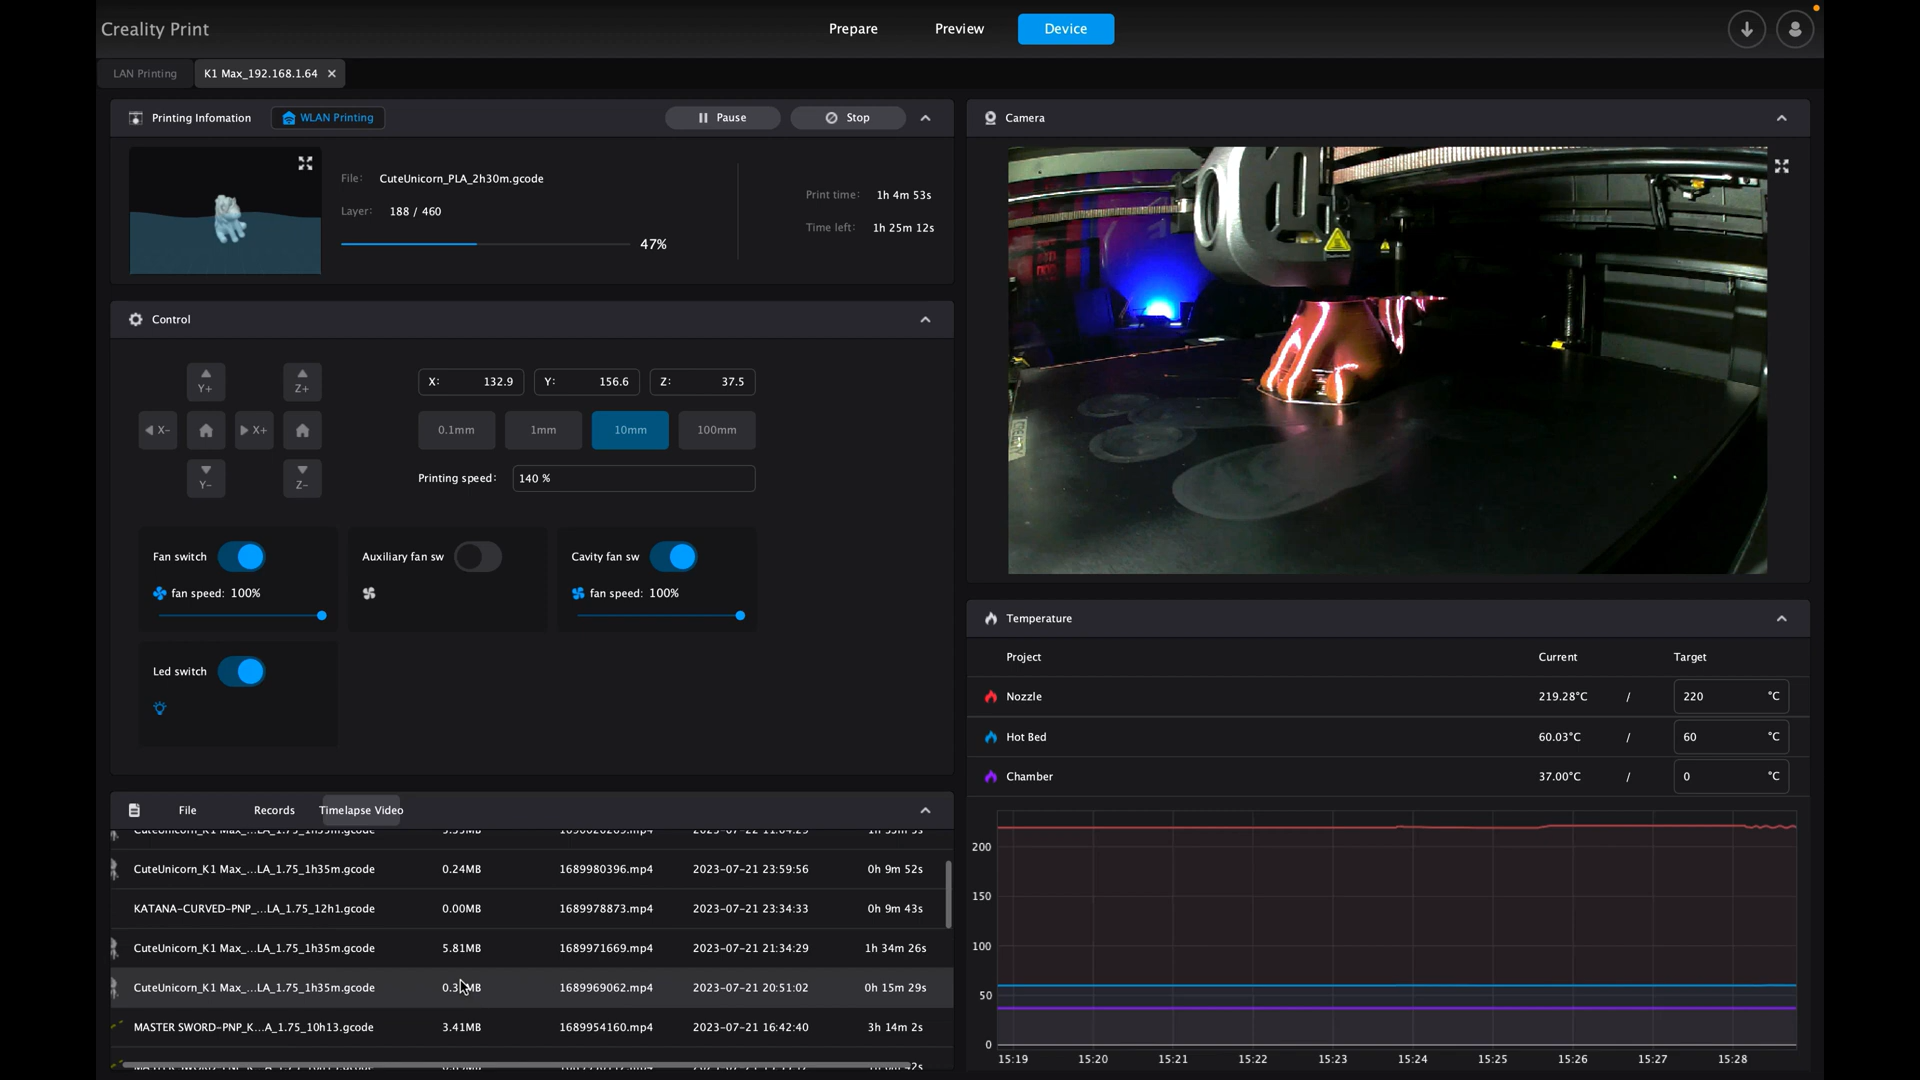 Creality Print
Prepare
Preview
Device
LAN Printing
K1 Max_192.168.1.64
Printing Infomation
WLAN Printing
Pause
Stop
File: CuteUnicorn_PLA_2h30m.gcode
Layer: 188 / 460
47%
Print time: 1h 4m 53s
Time left: 1h 25m 12s
Control
Y+
Z+
X-
X+
Y-
Z-
X: 132.9
Y: 156.6
Z: 37.5
0.1mm
1mm
10mm
100mm
Printing speed: 140 %
Fan switch
fan speed: 100%
Auxiliary fan sw
Cavity fan sw
fan speed: 100%
Led switch
File
Records
Timelapse Video
CuteUnicorn_K1 Max_...LA_1.75_1h35m.gcode
CuteUnicorn_K1 Max_...LA_1.75_1h35m.gcode 0.24MB 1689980396.mp4 2023-07-21 23:59:56 0h 9m 52s
KATANA-CURVED-PNP_...LA_1.75_12h1.gcode 0.00MB 1689978873.mp4 2023-07-21 23:34:33 0h 9m 43s
CuteUnicorn_K1 Max_...LA_1.75_1h35m.gcode 5.81MB 1689971669.mp4 2023-07-21 21:34:29 1h 34m 26s
CuteUnicorn_K1 Max_...LA_1.75_1h35m.gcode 1689969062.mp4 2023-07-21 20:51:02 0h 15m 29s
MASTER SWORD-PNP_K...A_1.75_10h13.gcode 3.41MB 1689954160.mp4 2023-07-21 16:42:40 3h 14m 2s
Camera
Temperature
Project Current Target
Nozzle 219.28°C / 220 °C
Hot Bed 60.03°C / 60 °C
Chamber 37.00°C / 0 °C
200
150
100
50
0
15:19 15:20 15:21 15:22 15:23 15:24 15:25 15:26 15:27 15:28